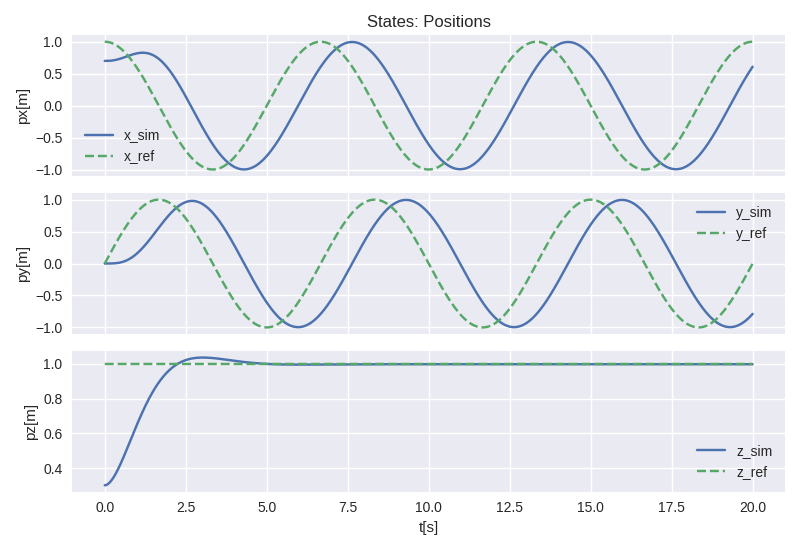 States: Positions
1.0
0.5
0.0
−0.5
−1.0
px[m]
x_sim
x_ref
1.0
0.5
0.0
−0.5
−1.0
py[m]
y_sim
y_ref
1.0
0.8
0.6
0.4
pz[m]
z_sim
z_ref
0.0 2.5 5.0 7.5 10.0 12.5 15.0 17.5 20.0
t[s]